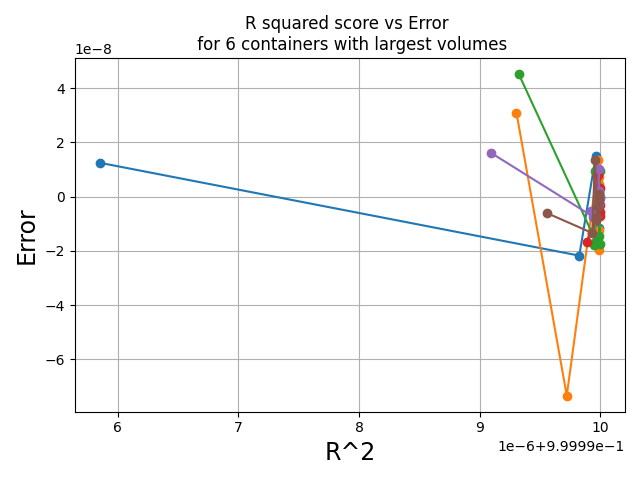 R squared score vs Error
for 6 containers with largest volumes
1e−8
4
2
0
−2
−4
−6
Error
6
7
8
9
10
1e−6+9.9999e−1
R^2